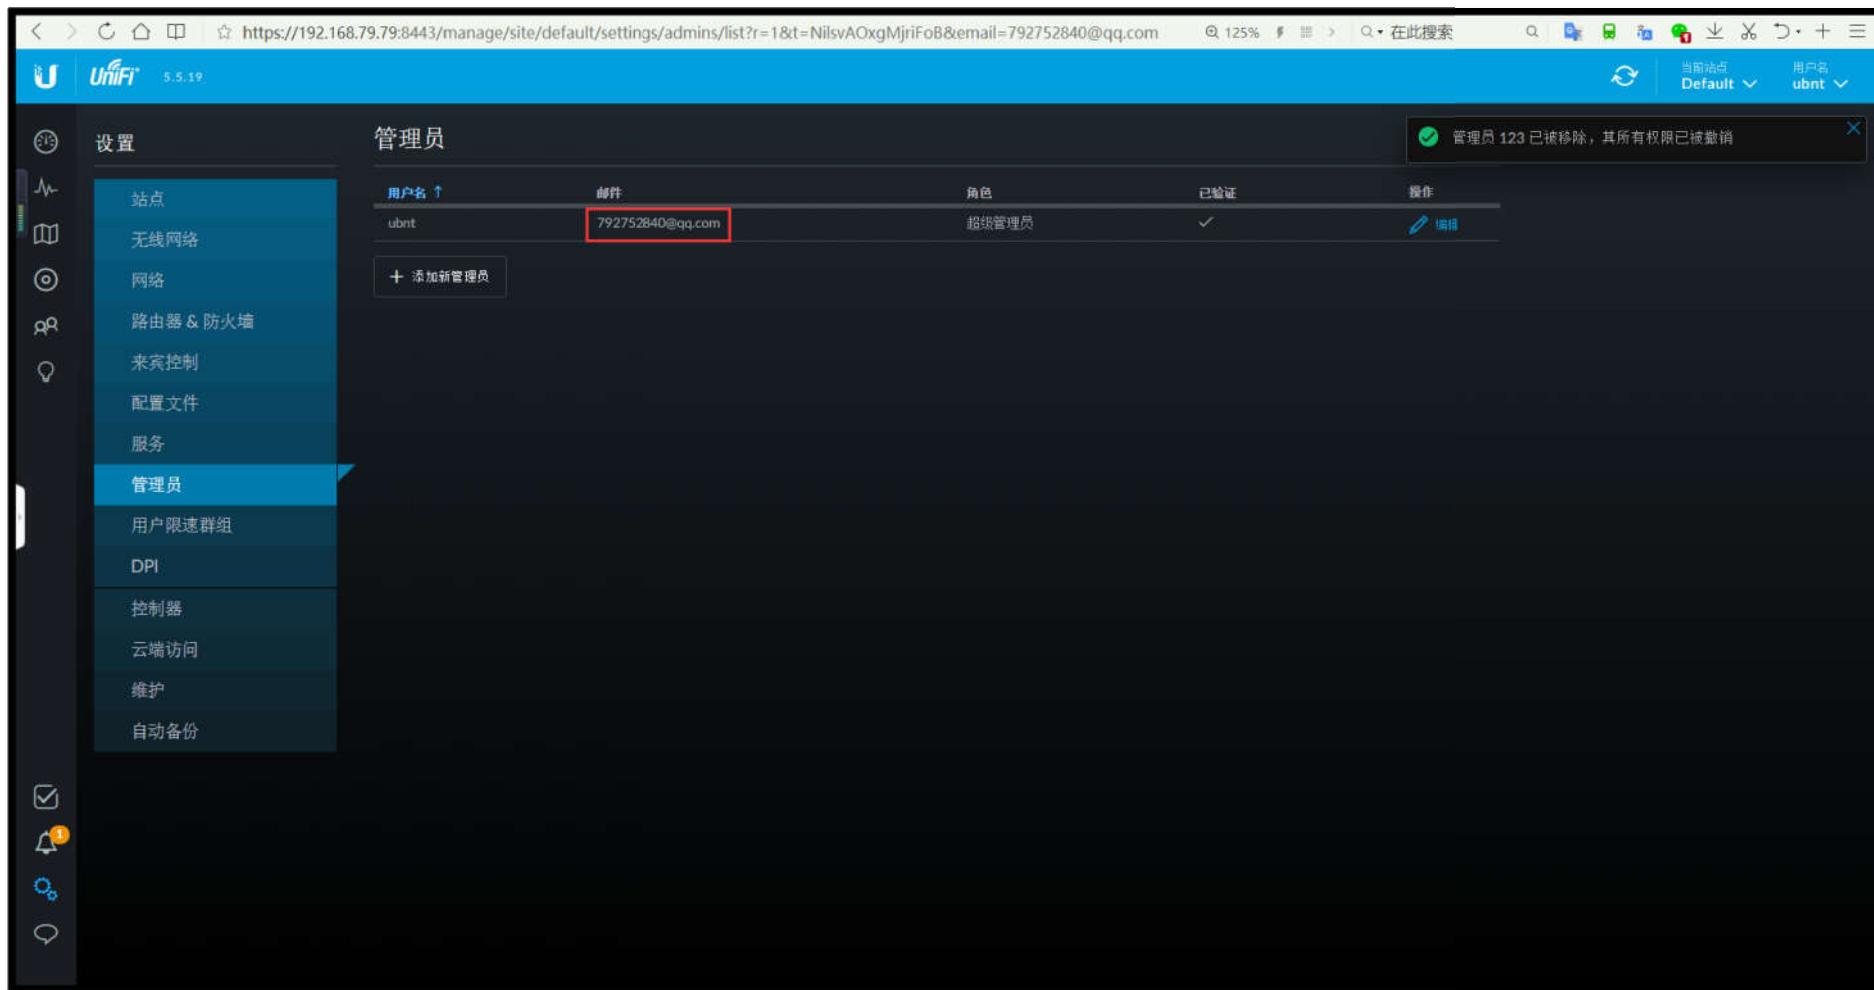 https://192.168.79.79:8443/manage/site/default/settings/admins/list?r=1&t=NilsvAOxgMjriFoB&email=792752840@qq.com
125%
在此搜索
UniFi 5.5.19
当前站点
Default
用户名
ubnt
设置
管理员
管理员 123 已被移除，其所有权限已被撤销
站点
无线网络
网络
路由器 & 防火墙
来宾控制
配置文件
服务
管理员
用户限速群组
DPI
控制器
云端访问
维护
自动备份
用户名 ↑ 邮件 角色 已验证 操作
ubnt 792752840@qq.com 超级管理员 ✓ 编辑
+ 添加新管理员
1
1